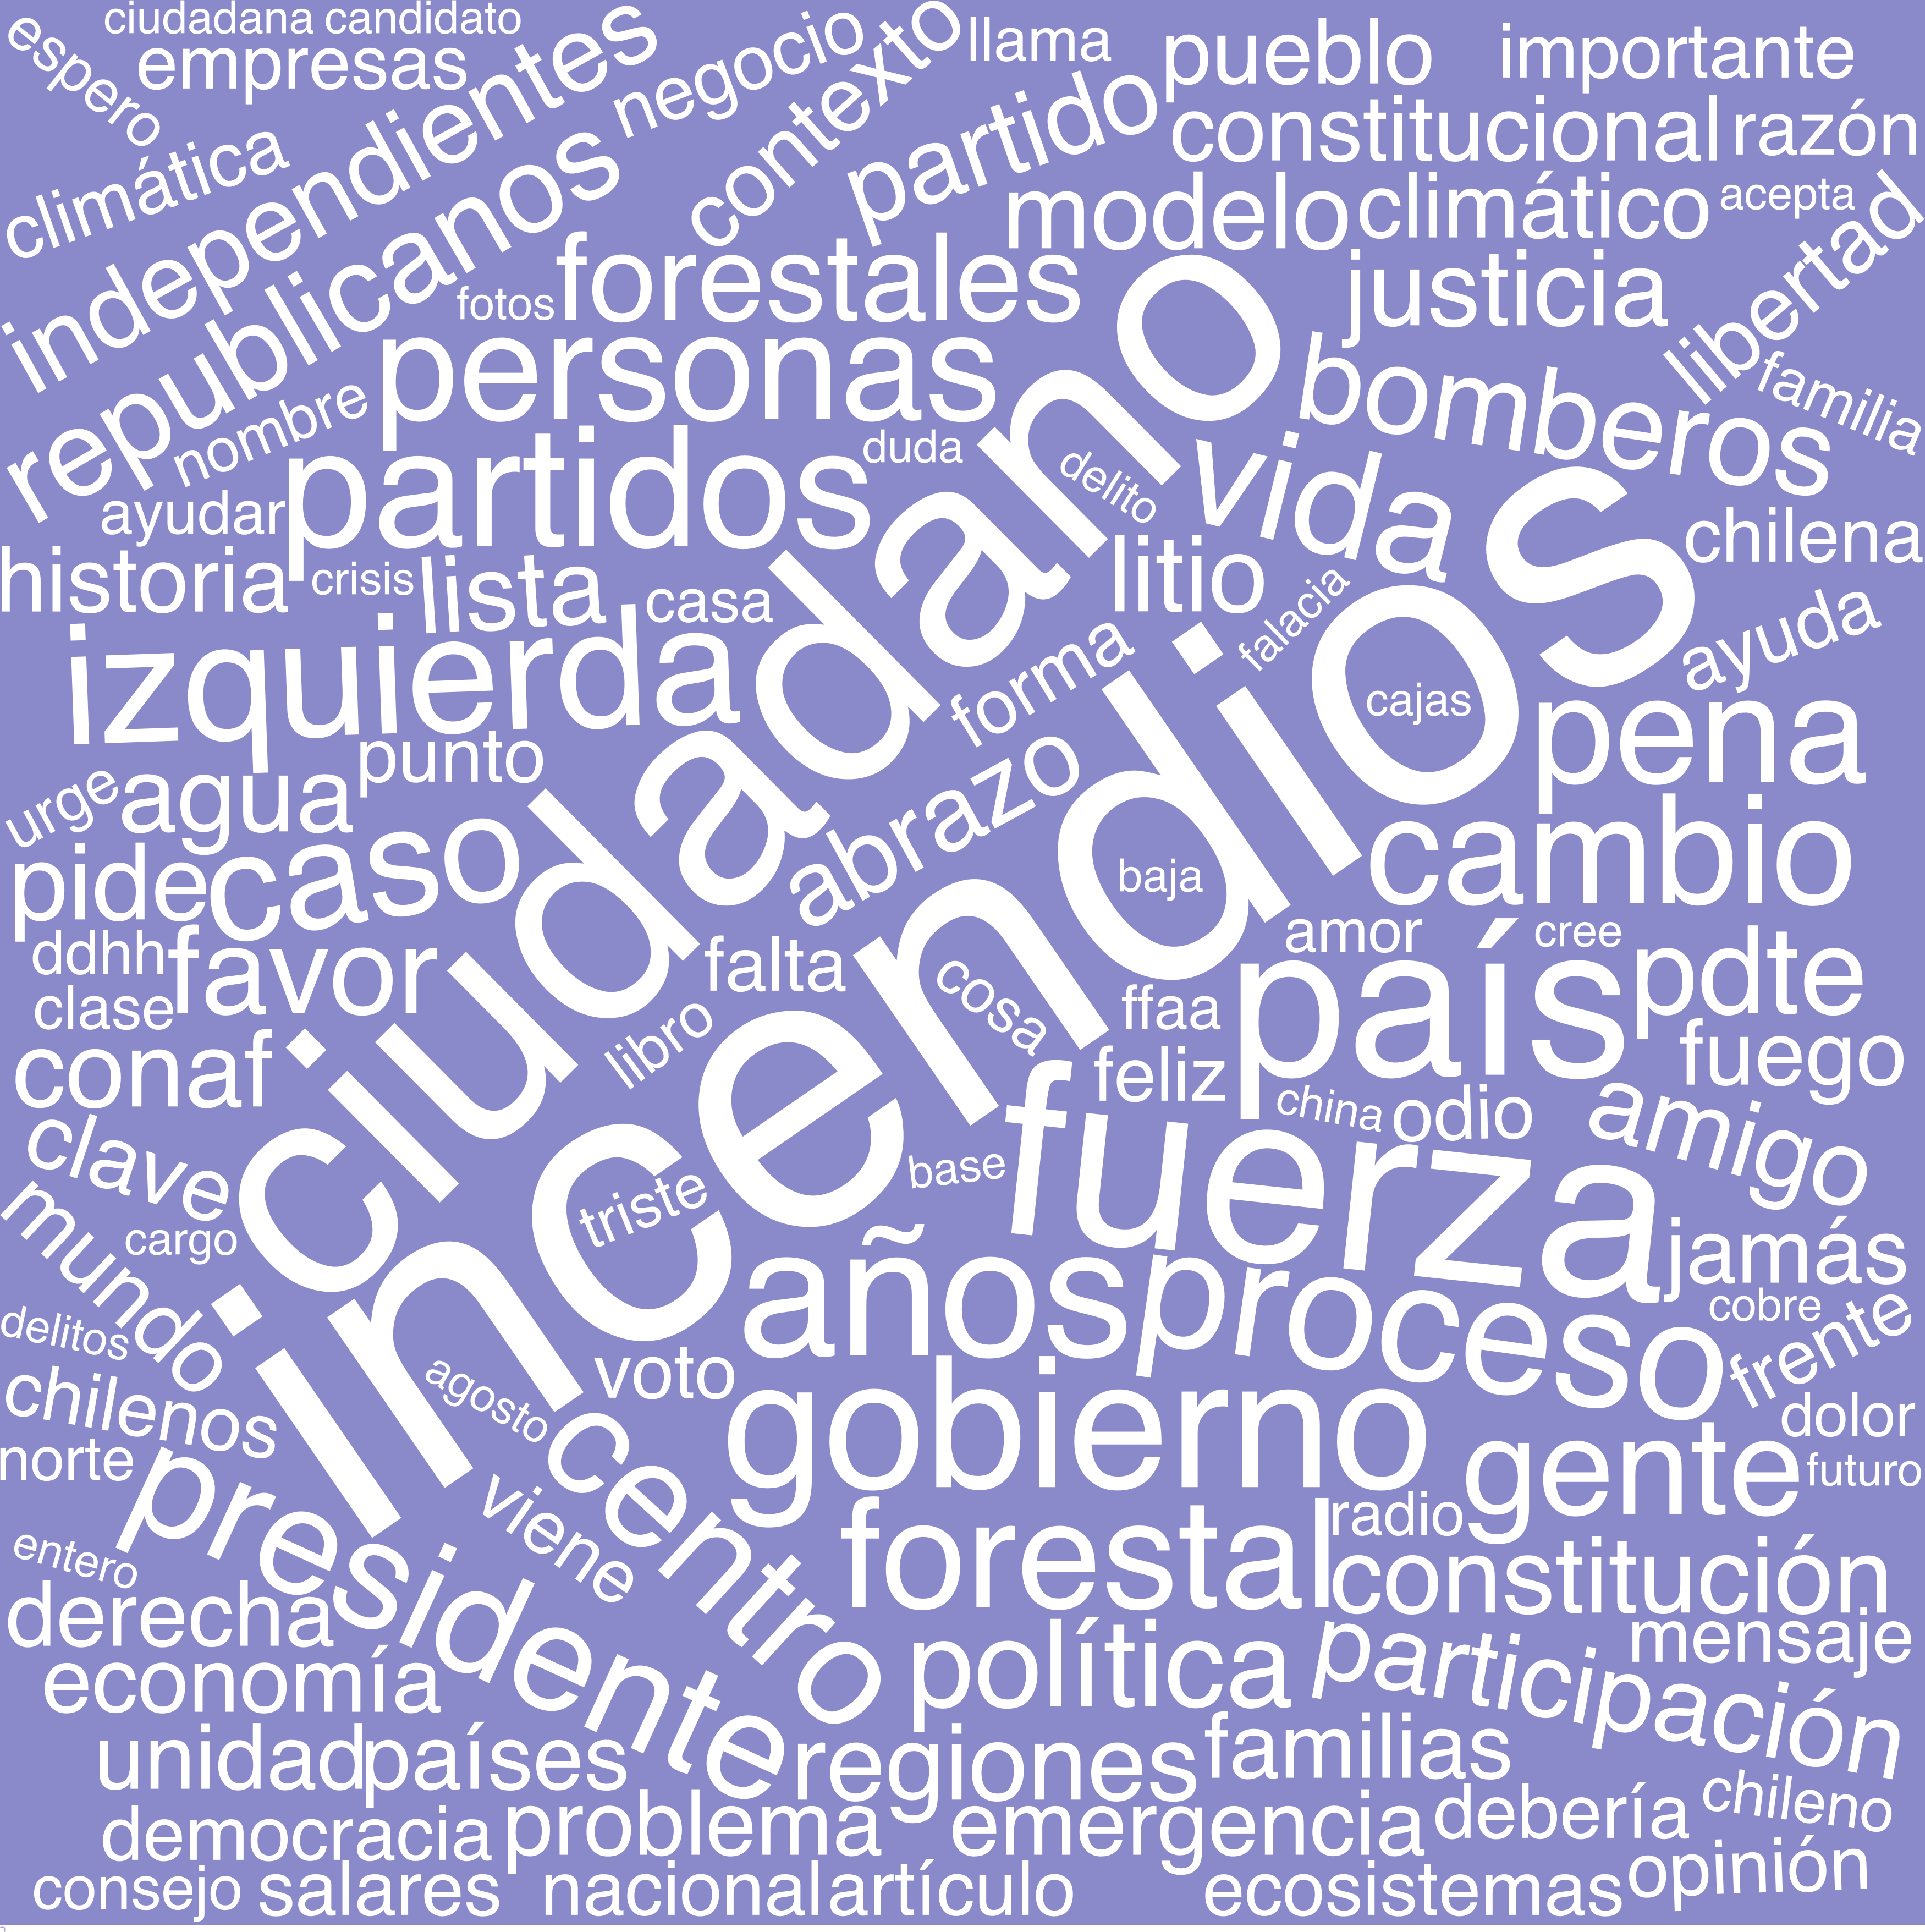 ciudadana candidato
espero
empresas
independientes
negocio
contexto
llama
pueblo
importante
climática
republicanos
partido
constitucional
razón
modelo
climático
acepta
fotos
forestales
justicia
libertad
nombre
personas
bomberos
familia
ayudar
partidos
duda
delito
vida
chilena
historia
crisis
lista
casa
ciudadano
litio
falacia
incendios
izquierda
forma
cajas
ayuda
punto
pena
urge
agua
abrazo
baja
cambio
pide
caso
ddhh
favor
falta
amor
cree
clase
cosa
ffaa
país
pdte
conaf
libro
feliz
fuego
clave
china
odio
amigo
base
fuerza
mundo
cargo
triste
jamás
delitos
años
proceso
cobre
frente
chilenos
agosto
voto
gobierno
dolor
norte
presidente
viene
centro
gente
futuro
entero
forestal
radio
constitución
derecha
mensaje
economía
política
participación
unidad
países
regiones
familias
democracia
problema
emergencia
debería
chileno
consejo
salares
nacional
artículo
ecosistemas
opinión